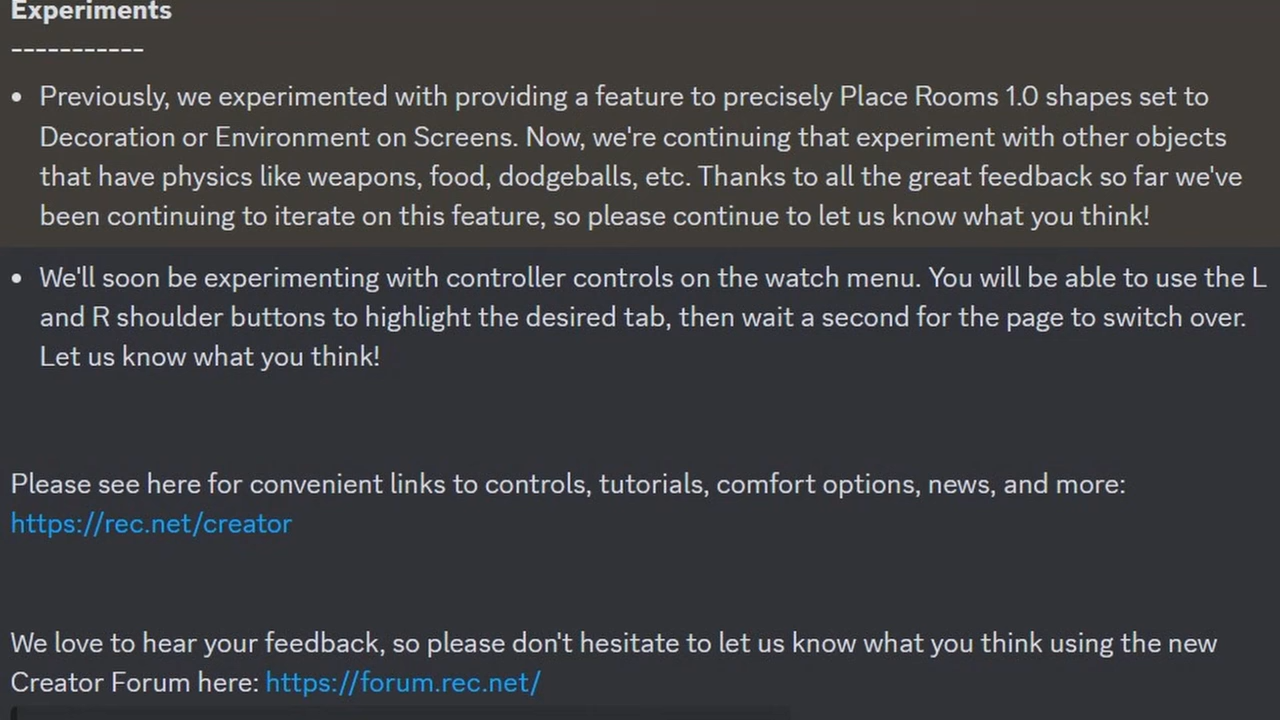 Experiments
-----------
• Previously, we experimented with providing a feature to precisely Place Rooms 1.0 shapes set to
Decoration or Environment on Screens. Now, we're continuing that experiment with other objects
that have physics like weapons, food, dodgeballs, etc. Thanks to all the great feedback so far we've
been continuing to iterate on this feature, so please continue to let us know what you think!
• We'll soon be experimenting with controller controls on the watch menu. You will be able to use the L
and R shoulder buttons to highlight the desired tab, then wait a second for the page to switch over.
Let us know what you think!
Please see here for convenient links to controls, tutorials, comfort options, news, and more:
https://rec.net/creator
We love to hear your feedback, so please don't hesitate to let us know what you think using the new
Creator Forum here: https://forum.rec.net/